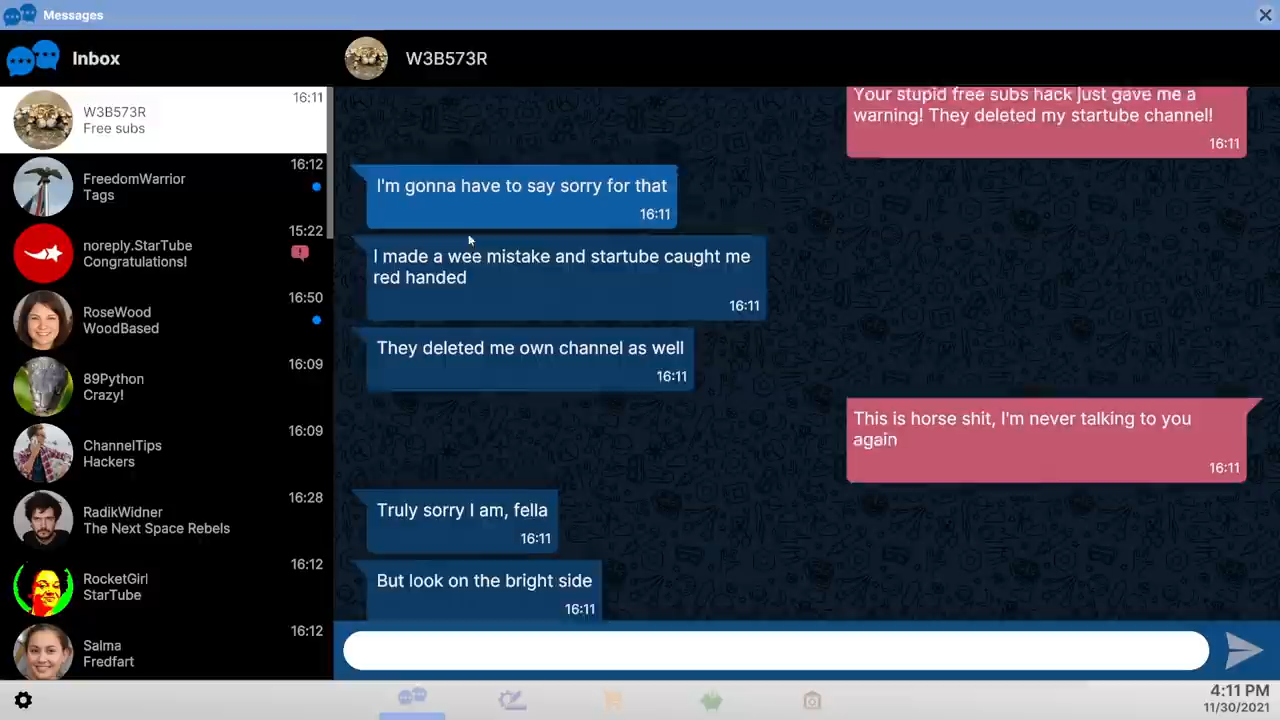 Messages
Inbox
W3B573R
16:11
W3B573R
Free subs
16:12
FreedomWarrior
Tags
15:22
noreply.StarTube
Congratulations!
16:50
RoseWood
WoodBased
16:09
89Python
Crazy!
16:09
ChannelTips
Hackers
16:28
RadikWidner
The Next Space Rebels
16:12
RocketGirl
StarTube
16:12
Salma
Fredfart
Your stupid free subs hack just gave me a
warning! They deleted my startube channel!
16:11
I'm gonna have to say sorry for that
16:11
I made a wee mistake and startube caught me
red handed
16:11
They deleted me own channel as well
16:11
This is horse shit, I'm never talking to you
again
16:11
Truly sorry I am, fella
16:11
But look on the bright side
16:11
4:11 PM
11/30/2021